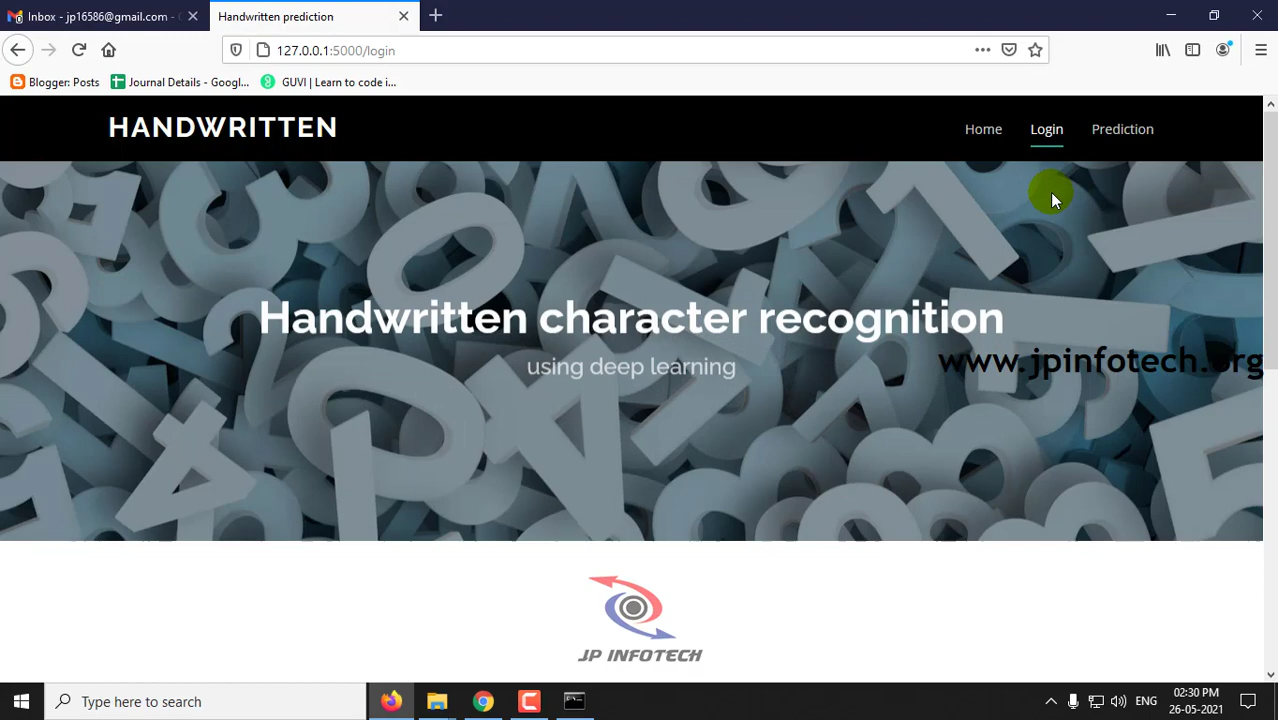 Inbox - jp16586@gmail.com -
Handwritten prediction
127.0.0.1:5000/login
Blogger: Posts
Journal Details - Googl...
GUVI | Learn to code i...
HANDWRITTEN
Home
Login
Prediction
Handwritten character recognition
using deep learning
www.jpinfotech.org
JP INFOTECH
Type here to search
ENG
02:30 PM
26-05-2021